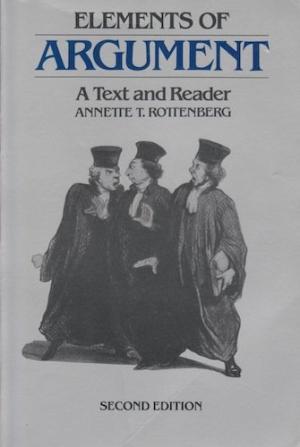 ELEMENTS OF
ARGUMENT
A Text and Reader
ANNETTE T. ROTTENBERG
SECOND EDITION